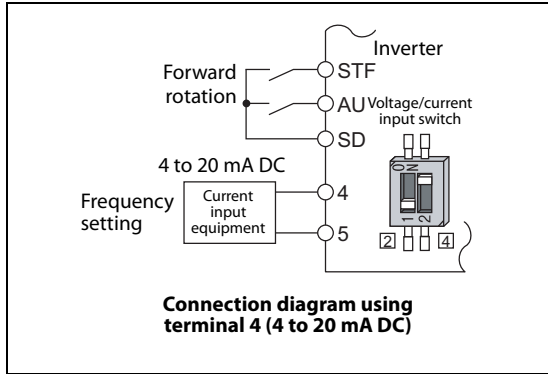 Inverter
Forward
rotation
STF
AU
SD
Voltage/current
input switch
4 to 20 mA DC
Frequency
setting
Current
input
equipment
4
5
ON
1 2
2
4
Connection diagram using
terminal 4 (4 to 20 mA DC)